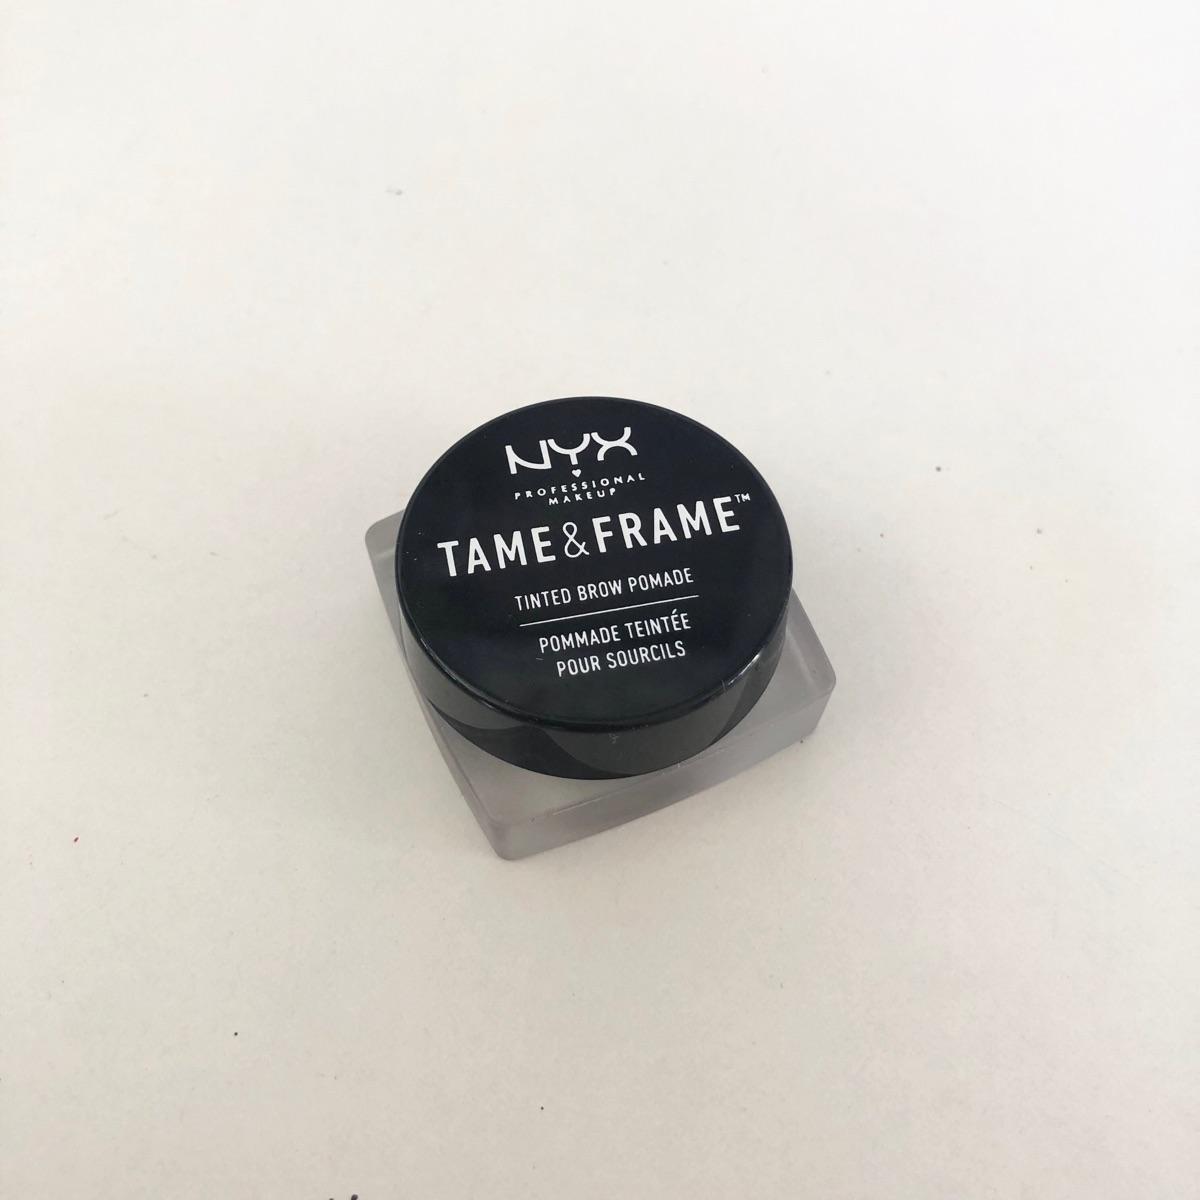 NYX
PROFESSIONAL
MAKEUP
TAME&FRAME™
TINTED BROW POMADE
POMMADE TEINTÉE
POUR SOURCILS